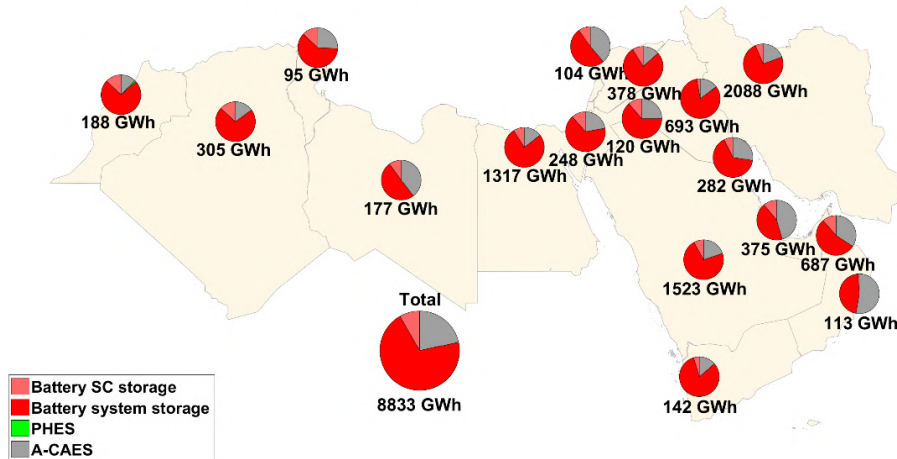 95 GWh
104 GWh
378 GWh
2088 GWh
188 GWh
305 GWh
693 GWh
120 GWh
248 GWh
1317 GWh
177 GWh
282 GWh
375 GWh
687 GWh
1523 GWh
113 GWh
Total
8833 GWh
142 GWh
Battery SC storage
Battery system storage
PHES
A-CAES